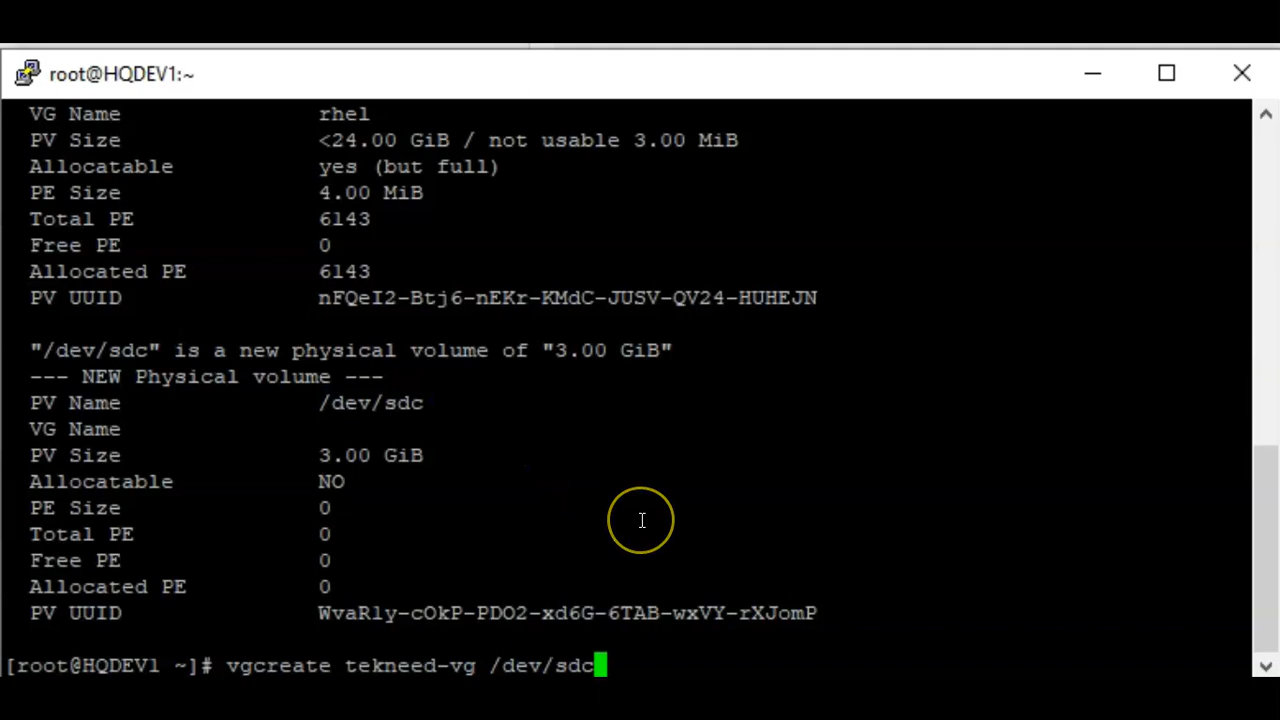 root@HQDEV1:~
VG Name rhel
PV Size <24.00 GiB / not usable 3.00 MiB
Allocatable yes (but full)
PE Size 4.00 MiB
Total PE 6143
Free PE 0
Allocated PE 6143
PV UUID nFQeI2-Btj6-nEKr-KMdC-JUSV-QV24-HUHEJN
"/dev/sdc" is a new physical volume of "3.00 GiB"
--- NEW Physical volume ---
PV Name /dev/sdc
VG Name
PV Size 3.00 GiB
Allocatable NO
PE Size 0
Total PE 0
Free PE 0
Allocated PE 0
PV UUID WvaRly-cOkP-PDO2-xd6G-6TAB-wxVY-rXJomP
[root@HQDEV1 ~]# vgcreate tekneed-vg /dev/sdc